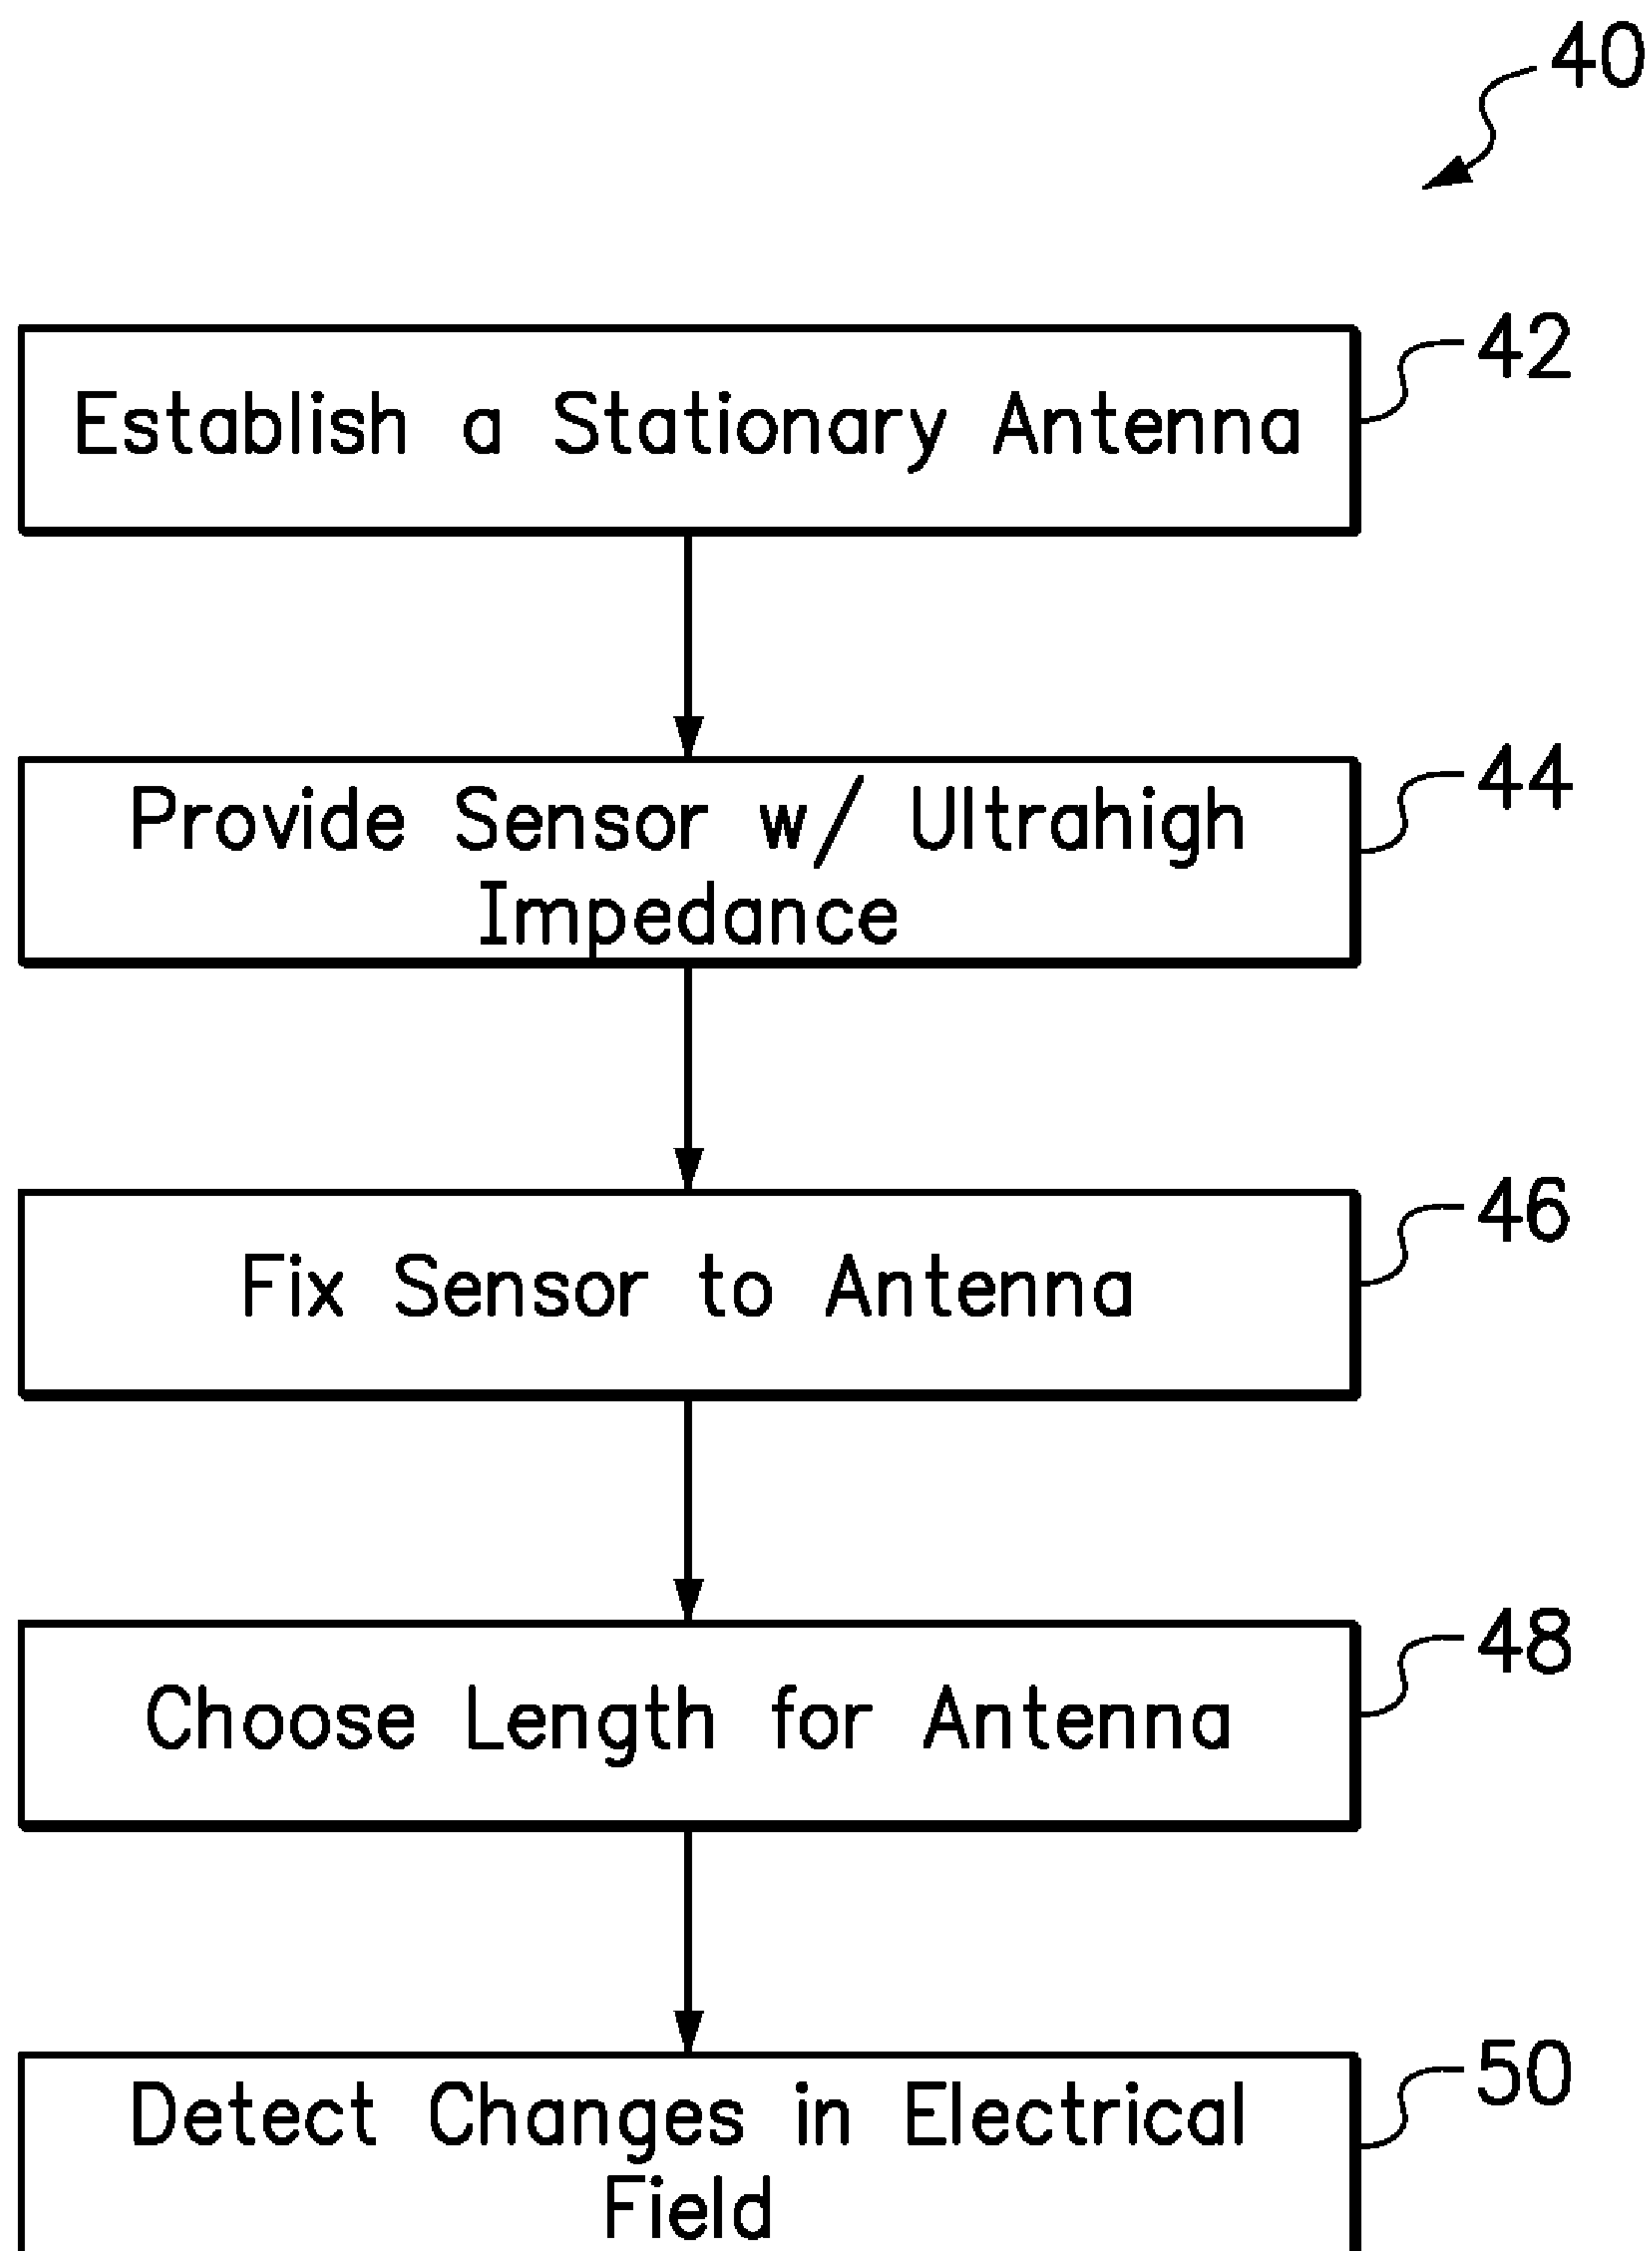 40
Establish a Stationary Antenna
42
Provide Sensor w/ Ultrahigh
Impedance
44
Fix Sensor to Antenna
46
Choose Length for Antenna
48
Detect Changes in Electrical
Field
50